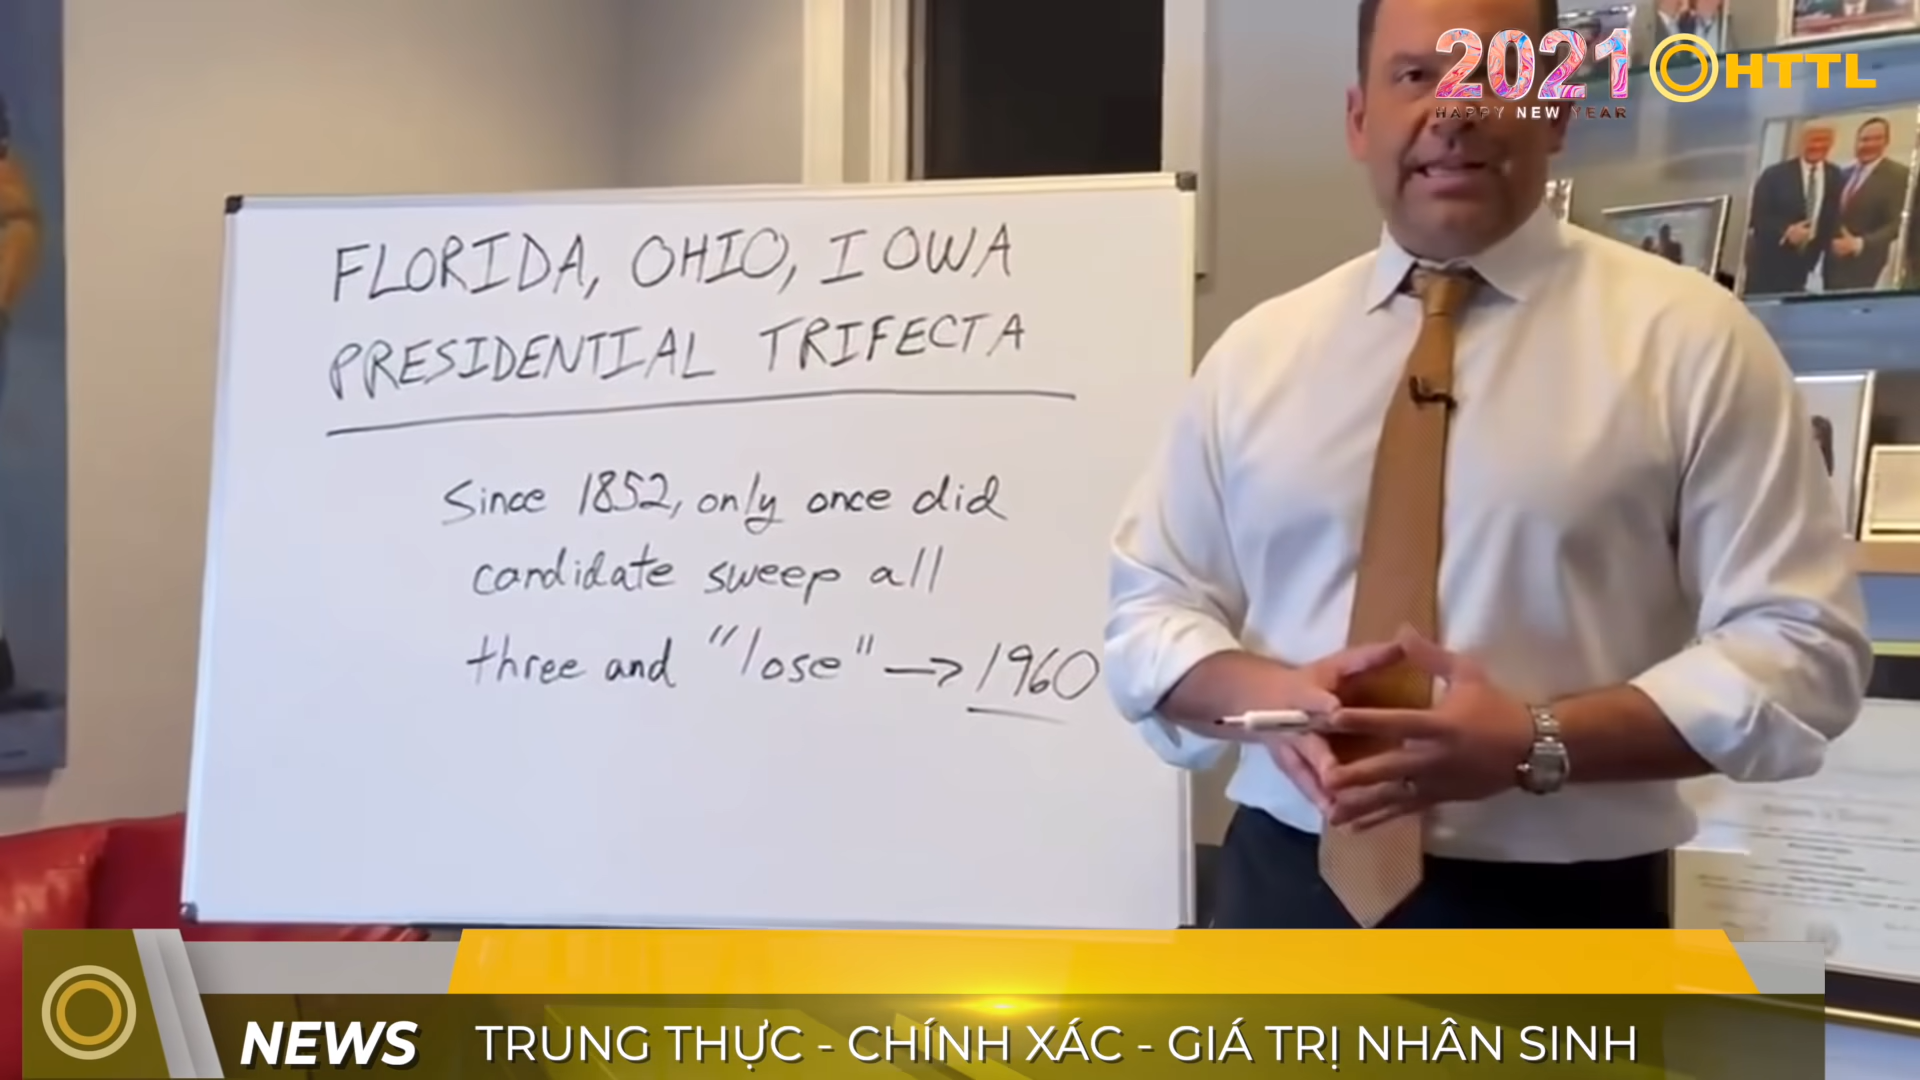 2021
HAPPY NEW YEAR
HTTL
FLORIDA, OHIO, IOWA
PRESIDENTIAL TRIFECTA
Since 1852, only once did
candidate sweep all
three and "lose" → 1960
NEWS
TRUNG THỰC - CHÍNH XÁC - GIÁ TRỊ NHÂN SINH